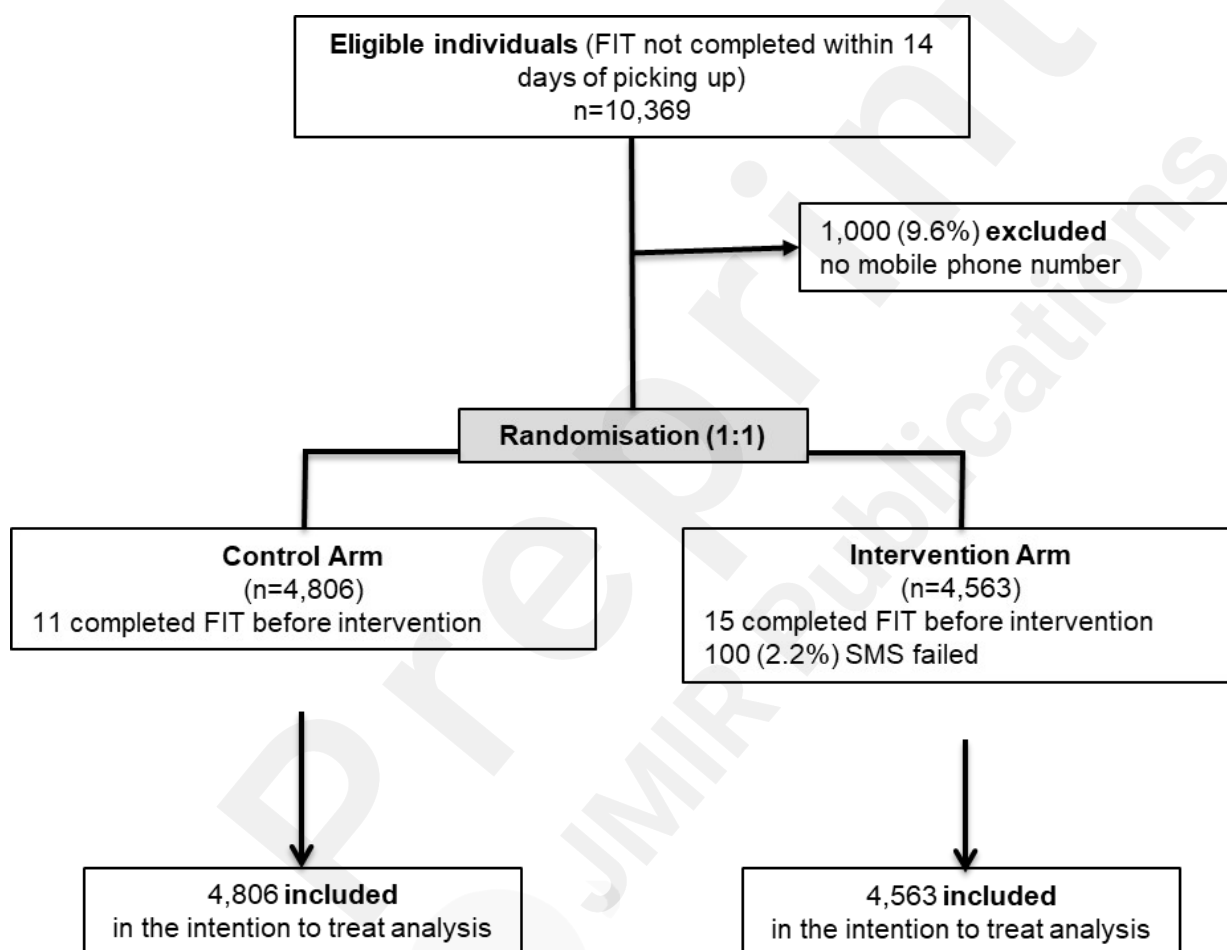 Eligible individuals (FIT not completed within 14
days of picking up)
n=10,369
1,000 (9.6%) excluded
no mobile phone number
Randomisation (1:1)
Control Arm
(n=4,806)
11 completed FIT before intervention
Intervention Arm
(n=4,563)
15 completed FIT before intervention
100 (2.2%) SMS failed
4,806 included
in the intention to treat analysis
4,563 included
in the intention to treat analysis
Preprint
JMIR Publications